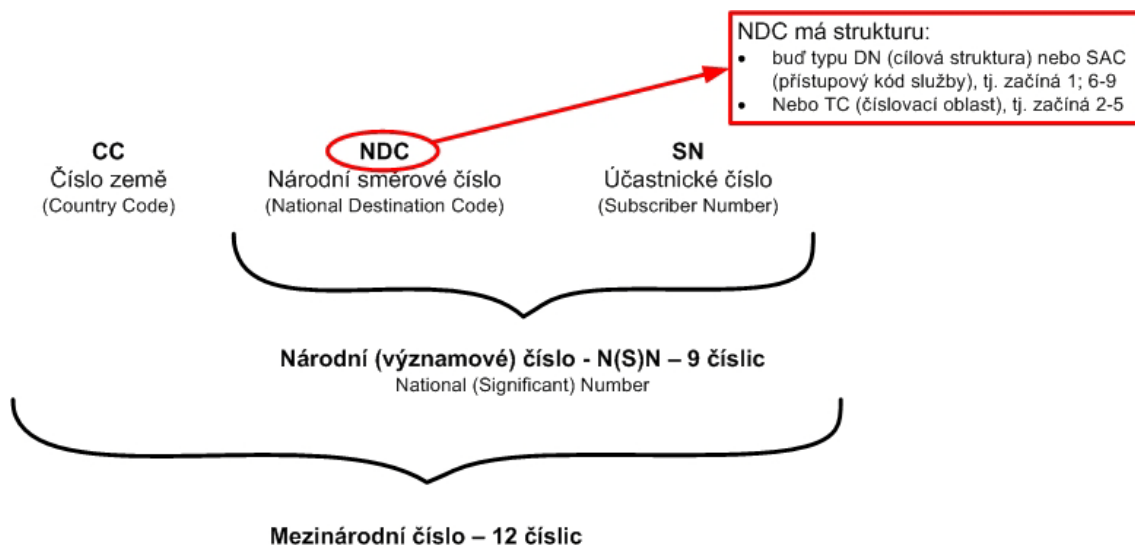 NDC má strukturu:
• buď typu DN (cílová struktura) nebo SAC
(přístupový kód služby), tj. začíná 1; 6-9
• Nebo TC (číslovací oblast), tj. začíná 2-5
CC
Číslo země
(Country Code)
NDC
Národní směrové číslo
(National Destination Code)
SN
Účastnické číslo
(Subscriber Number)
Národní (významové) číslo - N(S)N – 9 číslic
National (Significant) Number
Mezinárodní číslo – 12 číslic